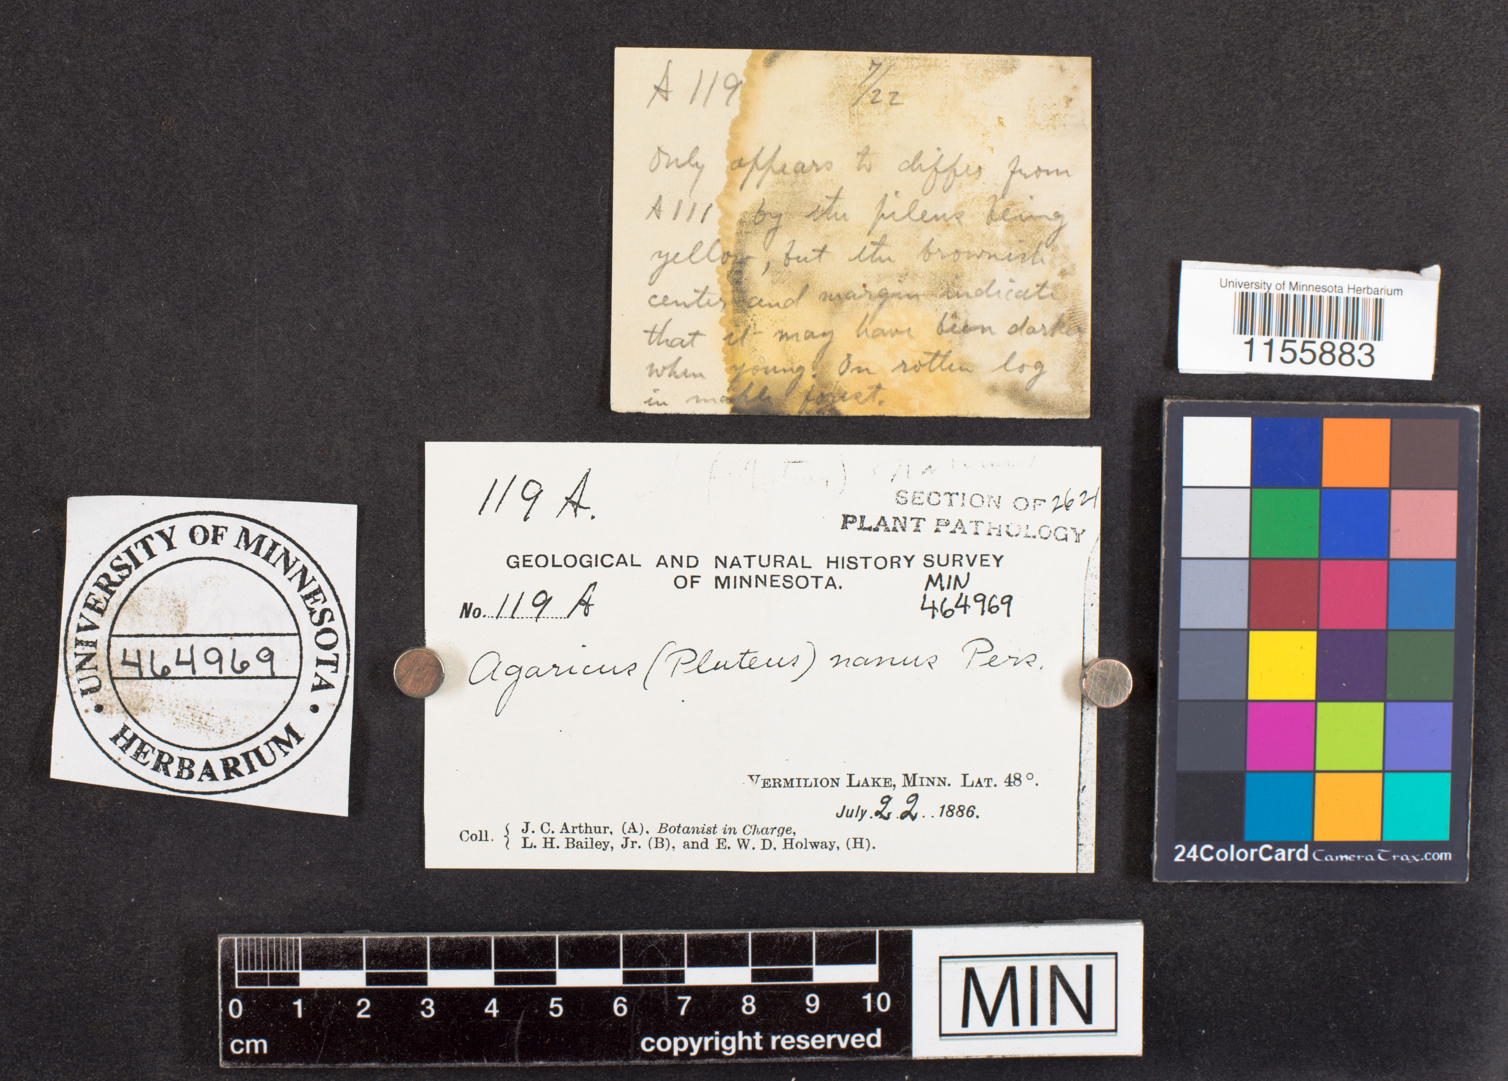 A 119 7/22
Only appears to differ from
A111 by the pileus being
yellow, but the brownish
center and margin indicate
that it may have been darker
when young. On rotten log
in maple forest.
University of Minnesota Herbarium
1155883
119 A.
SECTION OF 2621
PLANT PATHOLOGY
GEOLOGICAL AND NATURAL HISTORY SURVEY
OF MINNESOTA.
MIN
464969
No. 119 A
Agaricus (Pluteus) nanus Pers.
VERMILION LAKE, MINN. LAT. 48°.
July 22. 1886.
Coll. { J. C. Arthur, (A), Botanist in Charge,
L. H. Bailey, Jr. (B), and E. W. D. Holway, (H).
UNIVERSITY OF MINNESOTA
464969
• HERBARIUM •
24ColorCard CameraTrax.com
0 1 2 3 4 5 6 7 8 9 10
cm copyright reserved
MIN